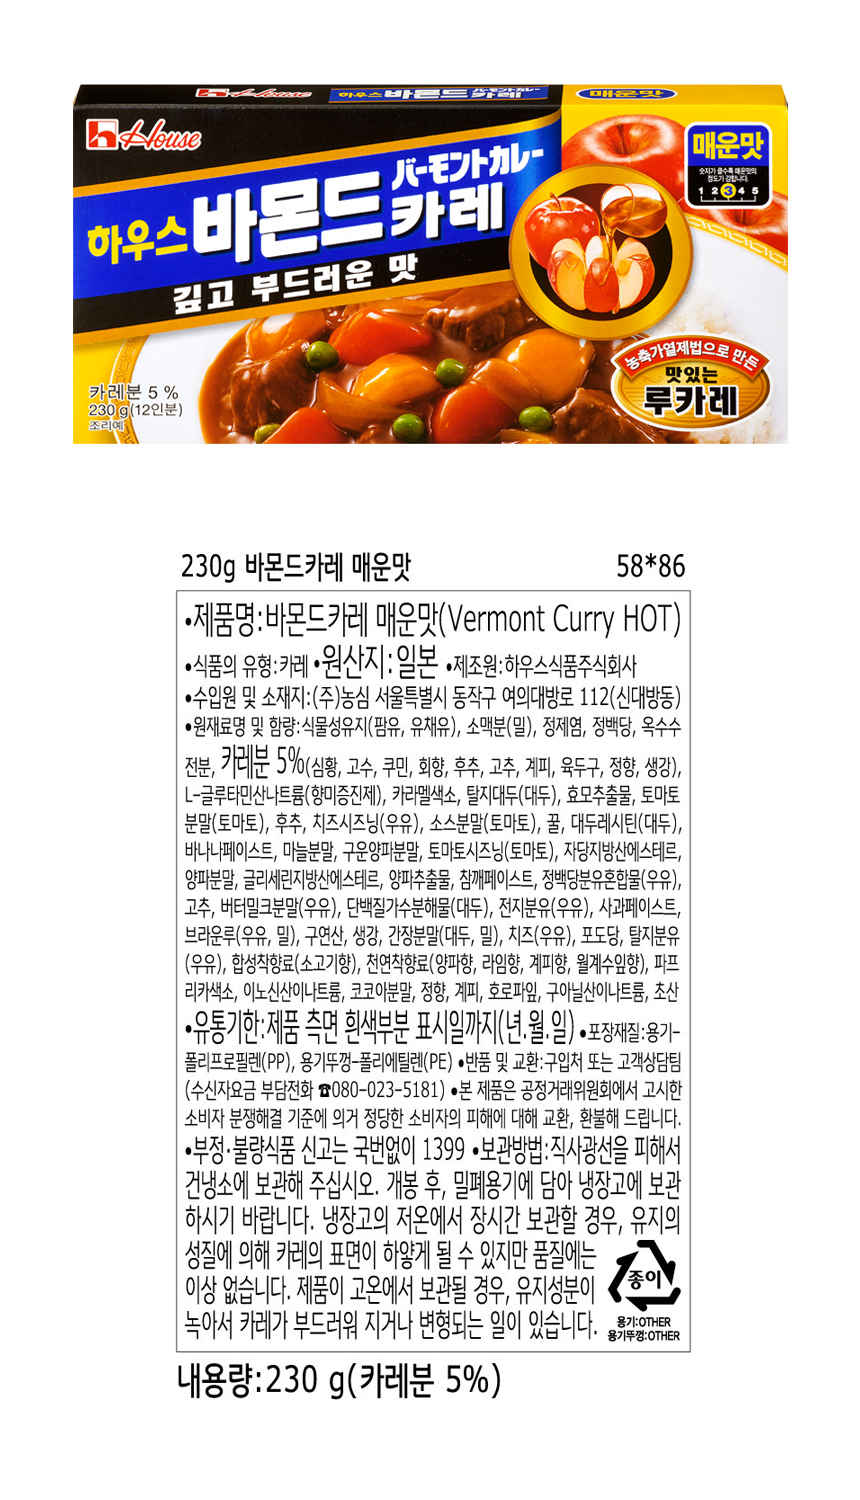 House
하우스 바몬드 카레 バーモントカレー
매운맛
House
バーモントカレー
하우스 바몬드 카레
깊고 부드러운 맛
매운맛
숫자가 클수록 매운맛의
정도가 강합니다.
1 2 3 4 5
농축가열제법으로 만든
맛있는
루카레
카레분 5 %
230 g(12인분)
조리예
230g 바몬드카레 매운맛 58*86
•제품명:바몬드카레 매운맛(Vermont Curry HOT)
•식품의 유형:카레 •원산지:일본 •제조원:하우스식품주식회사
•수입원 및 소재지:(주)농심 서울특별시 동작구 여의대방로 112(신대방동)
•원재료명 및 함량:식물성유지(팜유, 유채유), 소맥분(밀), 정제염, 정백당, 옥수수
전분, 카레분 5%(심황, 고수, 쿠민, 회향, 후추, 고추, 계피, 육두구, 정향, 생강),
L-글루타민산나트륨(향미증진제), 카라멜색소, 탈지대두(대두), 효모추출물, 토마토
분말(토마토), 후추, 치즈시즈닝(우유), 소스분말(토마토), 꿀, 대두레시틴(대두),
바나나페이스트, 마늘분말, 구운양파분말, 토마토시즈닝(토마토), 자당지방산에스테르,
양파분말, 글리세린지방산에스테르, 양파추출물, 참깨페이스트, 정백당분유혼합물(우유),
고추, 버터밀크분말(우유), 단백질가수분해물(대두), 전지분유(우유), 사과페이스트,
브라운루(우유, 밀), 구연산, 생강, 간장분말(대두, 밀), 치즈(우유), 포도당, 탈지분유
(우유), 합성착향료(소고기향), 천연착향료(양파향, 라임향, 계피향, 월계수잎향), 파프
리카색소, 이노신산이나트륨, 코코아분말, 정향, 계피, 호로파잎, 구아닐산이나트륨, 초산
•유통기한:제품 측면 흰색부분 표시일까지(년.월.일) •포장재질:용기-
폴리프로필렌(PP), 용기뚜껑-폴리에틸렌(PE) •반품 및 교환:구입처 또는 고객상담팀
(수신자요금 부담전화 ☎080-023-5181) •본 제품은 공정거래위원회에서 고시한
소비자 분쟁해결 기준에 의거 정당한 소비자의 피해에 대해 교환, 환불해 드립니다.
•부정·불량식품 신고는 국번없이 1399 •보관방법:직사광선을 피해서
건냉소에 보관해 주십시오. 개봉 후, 밀폐용기에 담아 냉장고에 보관
하시기 바랍니다. 냉장고의 저온에서 장시간 보관할 경우, 유지의
성질에 의해 카레의 표면이 하얗게 될 수 있지만 품질에는
이상 없습니다. 제품이 고온에서 보관될 경우, 유지성분이
녹아서 카레가 부드러워 지거나 변형되는 일이 있습니다.
종이
용기:OTHER
용기뚜껑:OTHER
내용량:230 g(카레분 5%)